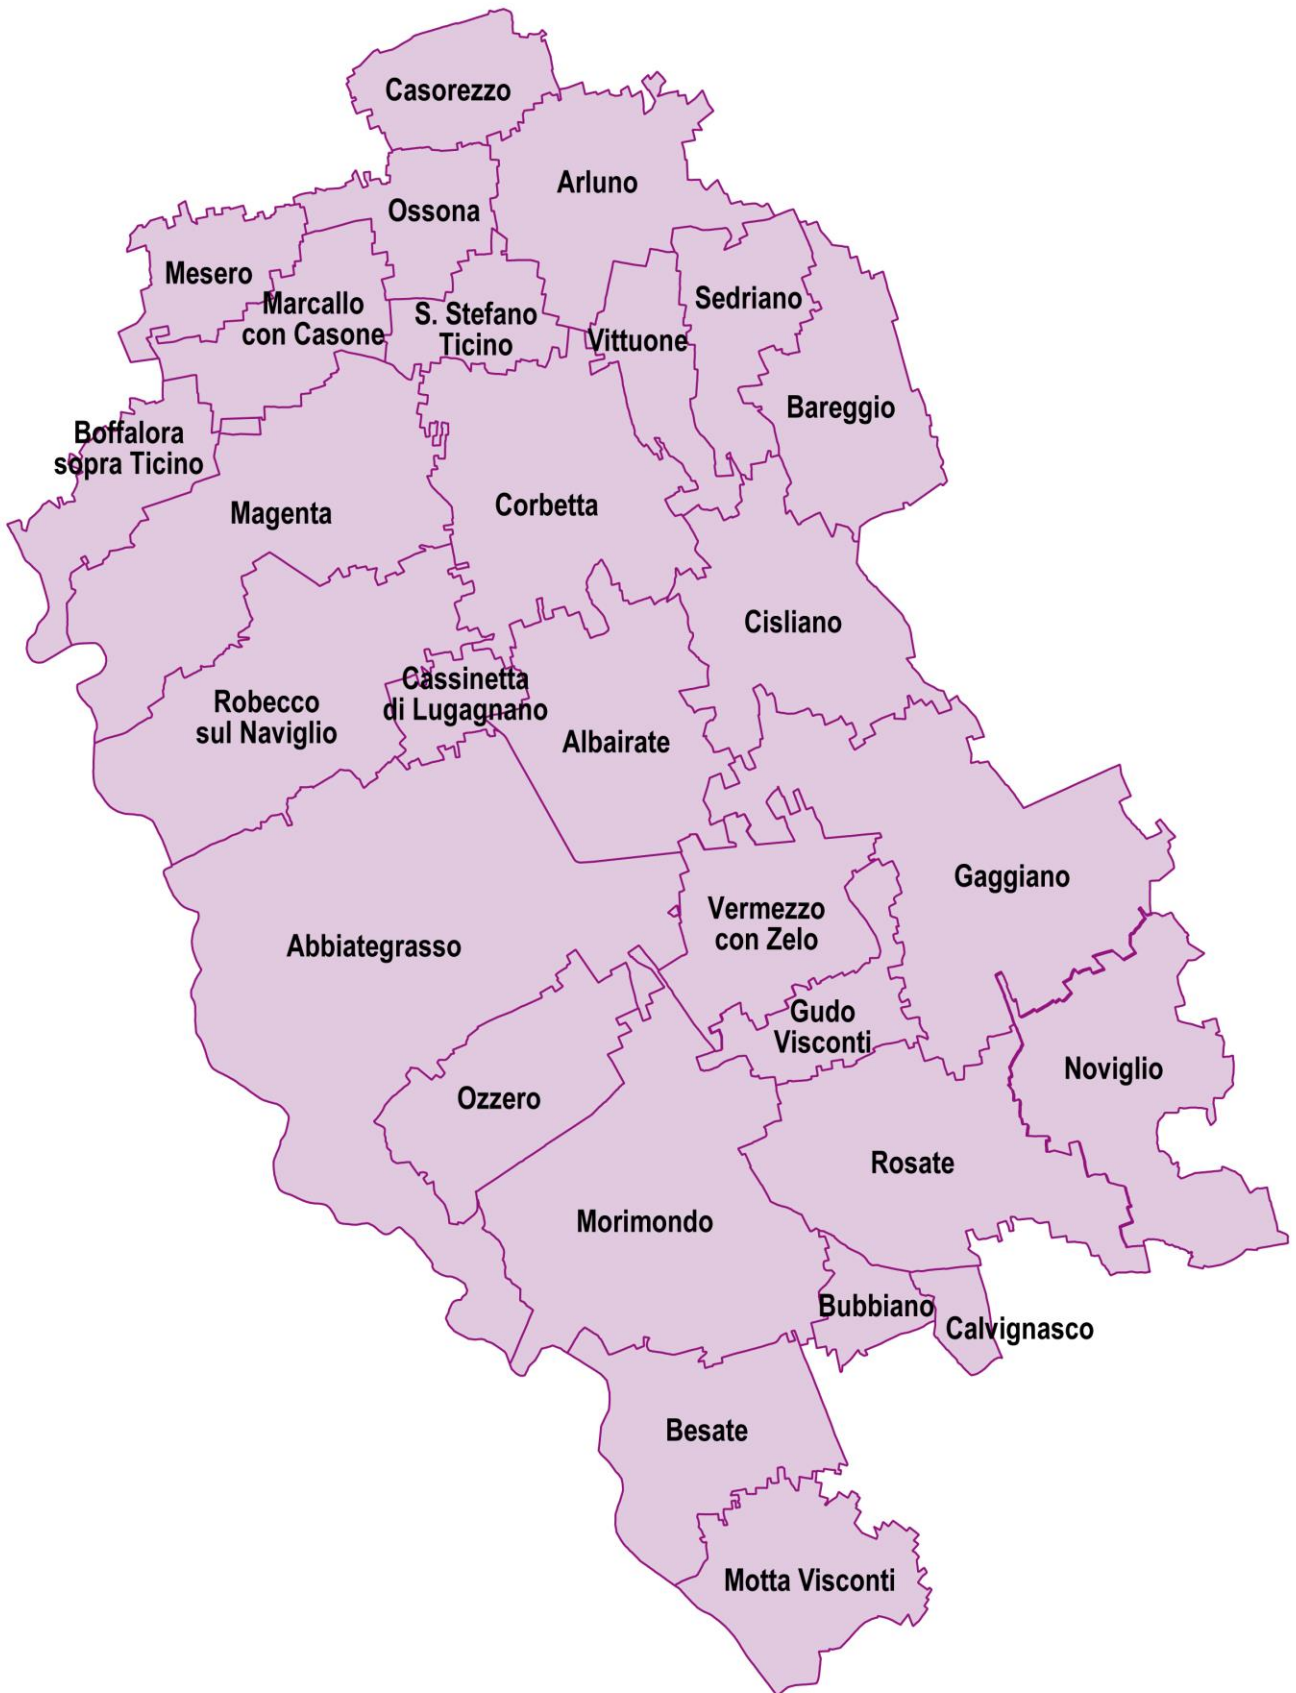 Casorezzo
Arluno
Ossona
Mesero
Marcallo
con Casone
S. Stefano
Ticino
Vittuone
Sedriano
Bareggio
Boffalora
sopra Ticino
Magenta
Corbetta
Cisliano
Robecco
sul Naviglio
Cassinetta
di Lugagnano
Albairate
Gaggiano
Abbiategrasso
Vermezzo
con Zelo
Gudo
Visconti
Noviglio
Ozzero
Rosate
Morimondo
Bubbiano
Calvignasco
Besate
Motta Visconti